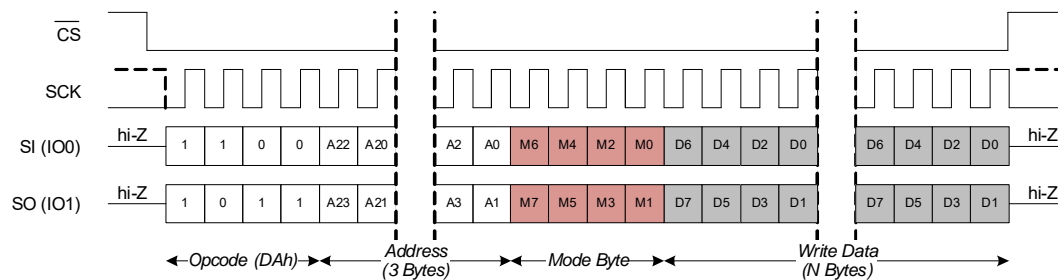 CS
SCK
SI (IO0) hi-Z 1 1 0 0 A22 A20 A2 A0 M6 M4 M2 M0 D6 D4 D2 D0 D6 D4 D2 D0 hi-Z
SO (IO1) hi-Z 1 0 1 1 A23 A21 A3 A1 M7 M5 M3 M1 D7 D5 D3 D1 D7 D5 D3 D1 hi-Z
Opcode (DAh) Address Mode Byte Write Data
(3 Bytes) (N Bytes)